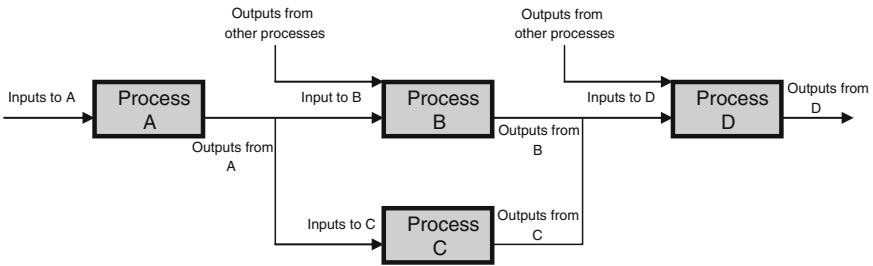 Outputs from
other processes
Outputs from
other processes
Inputs to A
Process
A
Input to B
Process
B
Inputs to D
Process
D
Outputs from
D
Outputs from
A
Outputs from
B
Inputs to C
Process
C
Outputs from
C